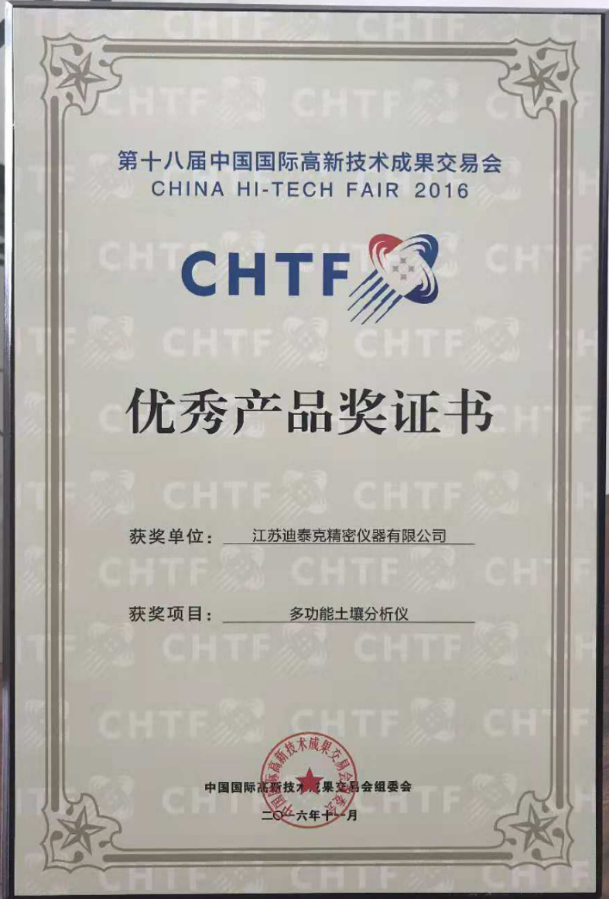 第十八届中国国际高新技术成果交易会
CHINA HI-TECH FAIR 2016
CHTF
优秀产品奖证书
获奖单位：江苏迪泰克精密仪器有限公司
获奖项目：多功能土壤分析仪
中国国际高新技术成果交易会组委会
二〇一六年十一月